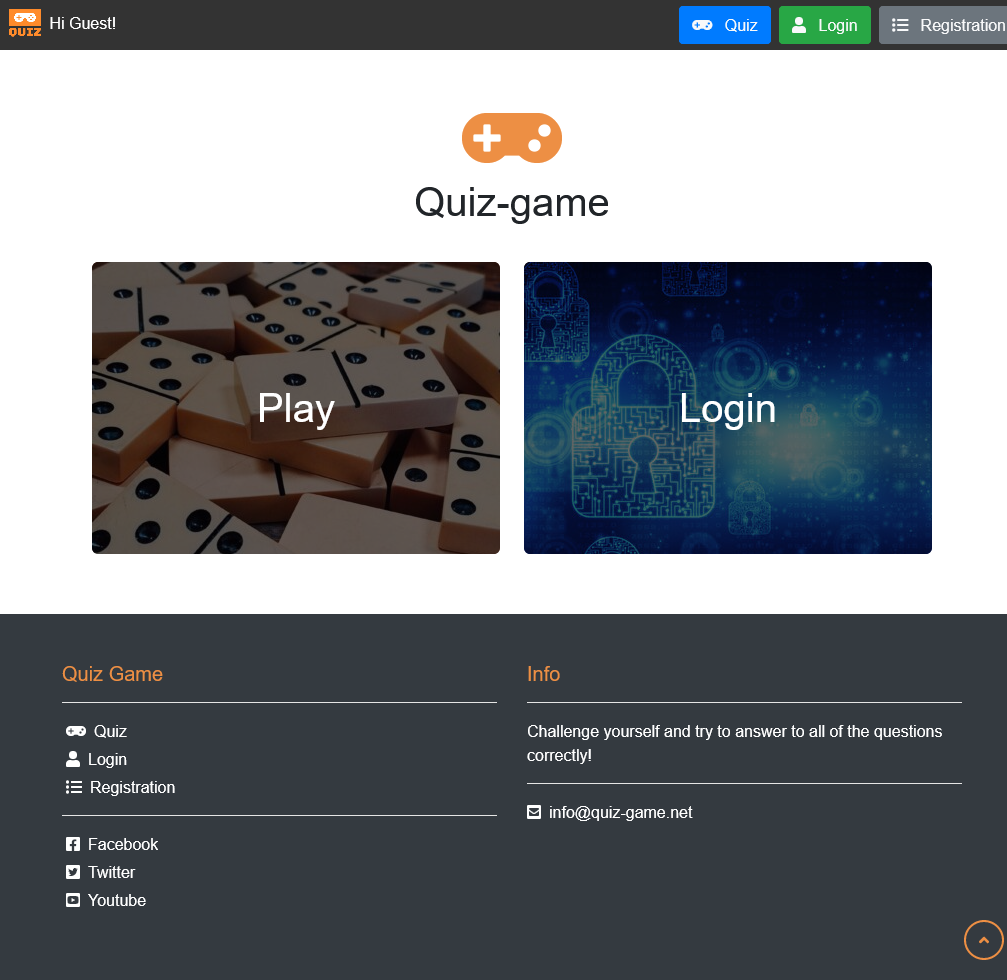 QUIZ
Hi Guest!
Quiz
Login
Registration
Quiz-game
Play
Login
Quiz Game
Quiz
Login
Registration
Facebook
Twitter
Youtube
Info
Challenge yourself and try to answer to all of the questions
correctly!
info@quiz-game.net